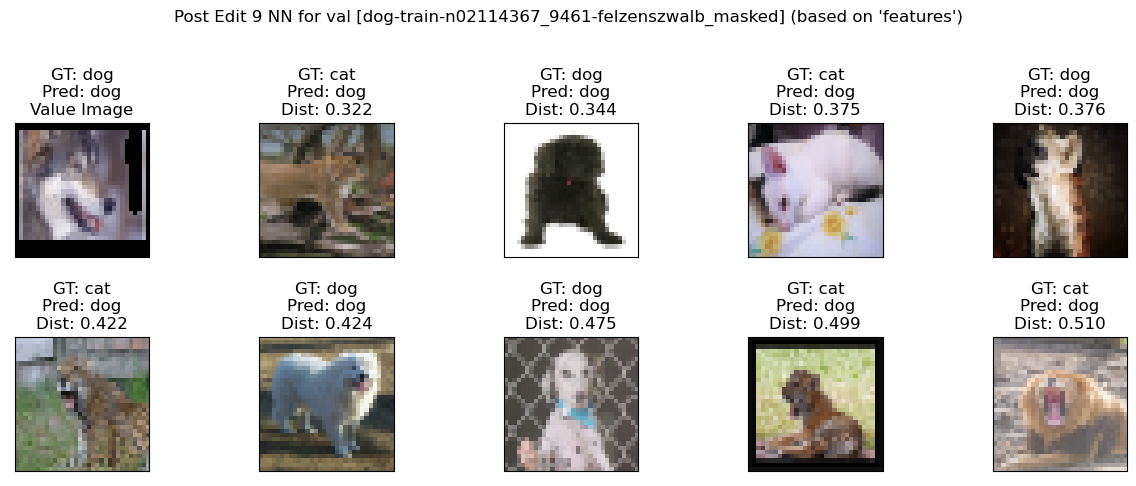 Post Edit 9 NN for val [dog-train-n02114367_9461-felzenszwalb_masked] (based on 'features')
GT: dog
Pred: dog
Value Image
GT: cat
Pred: dog
Dist: 0.322
GT: dog
Pred: dog
Dist: 0.344
GT: cat
Pred: dog
Dist: 0.375
GT: dog
Pred: dog
Dist: 0.376
GT: cat
Pred: dog
Dist: 0.422
GT: dog
Pred: dog
Dist: 0.424
GT: dog
Pred: dog
Dist: 0.475
GT: cat
Pred: dog
Dist: 0.499
GT: cat
Pred: dog
Dist: 0.510